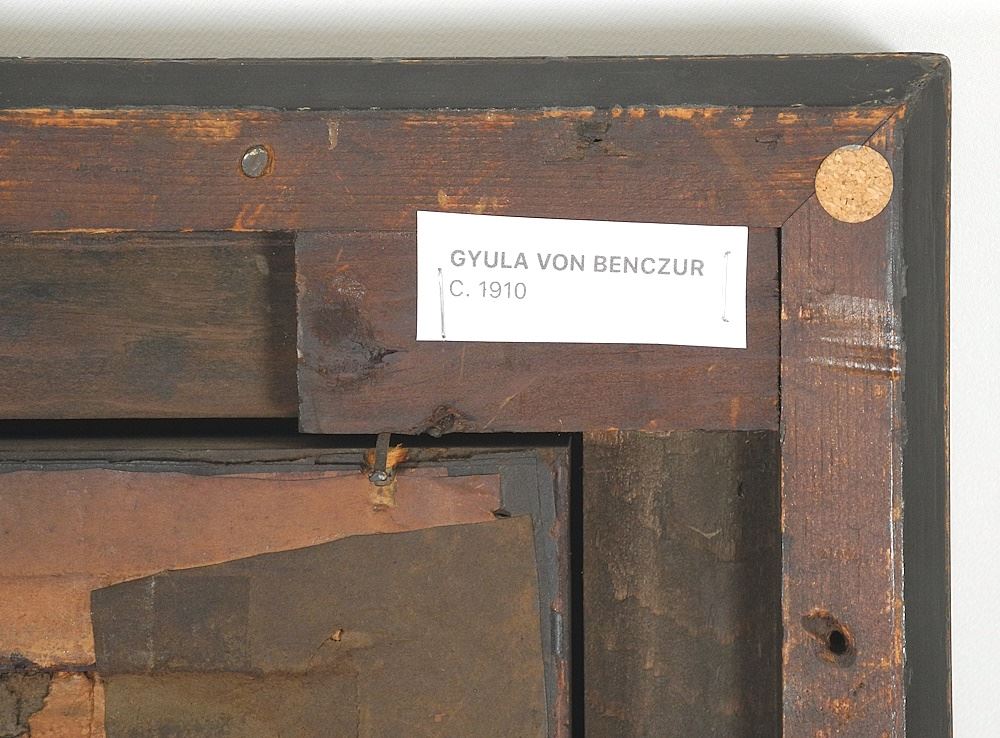 GYULA VON BENCZUR
C. 1910